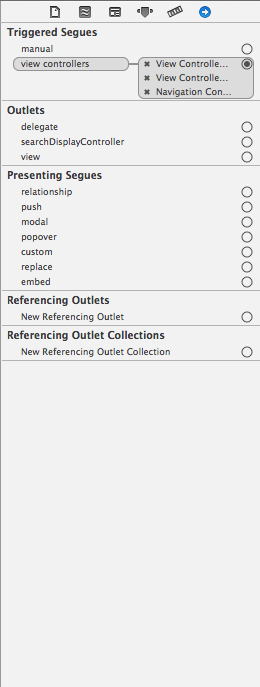 Triggered Segues
manual
view controllers
View Controlle...
View Controlle...
Navigation Con...
Outlets
delegate
searchDisplayController
view
Presenting Segues
relationship
push
modal
popover
custom
replace
embed
Referencing Outlets
New Referencing Outlet
Referencing Outlet Collections
New Referencing Outlet Collection